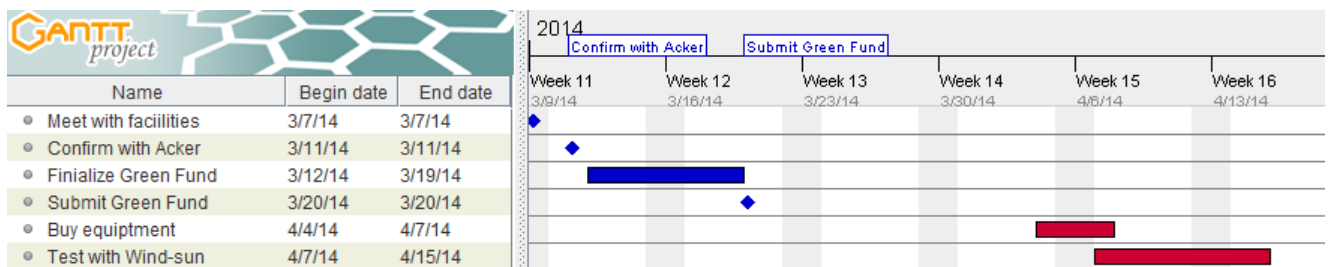 GANTT project
2014
Confirm with Acker Submit Green Fund
Week 11 Week 12 Week 13 Week 14 Week 15 Week 16
3/9/14 3/16/14 3/23/14 3/30/14 4/6/14 4/13/14
Name Begin date End date
Meet with faciilities 3/7/14 3/7/14
Confirm with Acker 3/11/14 3/11/14
Finialize Green Fund 3/12/14 3/19/14
Submit Green Fund 3/20/14 3/20/14
Buy equiptment 4/4/14 4/7/14
Test with Wind-sun 4/7/14 4/15/14